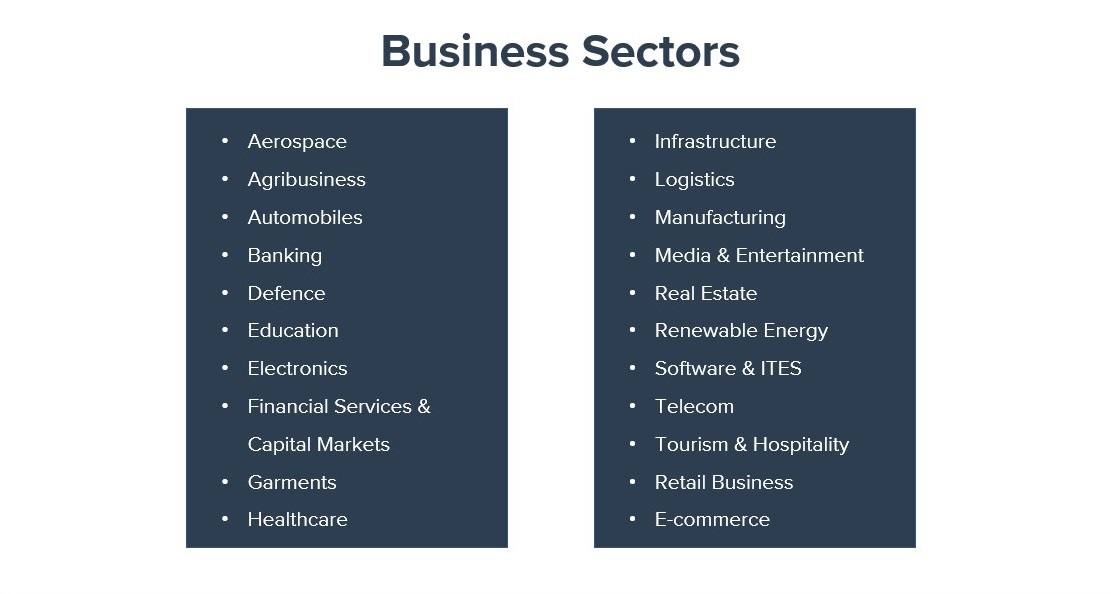 Business Sectors
• Aerospace
• Agribusiness
• Automobiles
• Banking
• Defence
• Education
• Electronics
• Financial Services &
Capital Markets
• Garments
• Healthcare
• Infrastructure
• Logistics
• Manufacturing
• Media & Entertainment
• Real Estate
• Renewable Energy
• Software & ITES
• Telecom
• Tourism & Hospitality
• Retail Business
• E-commerce